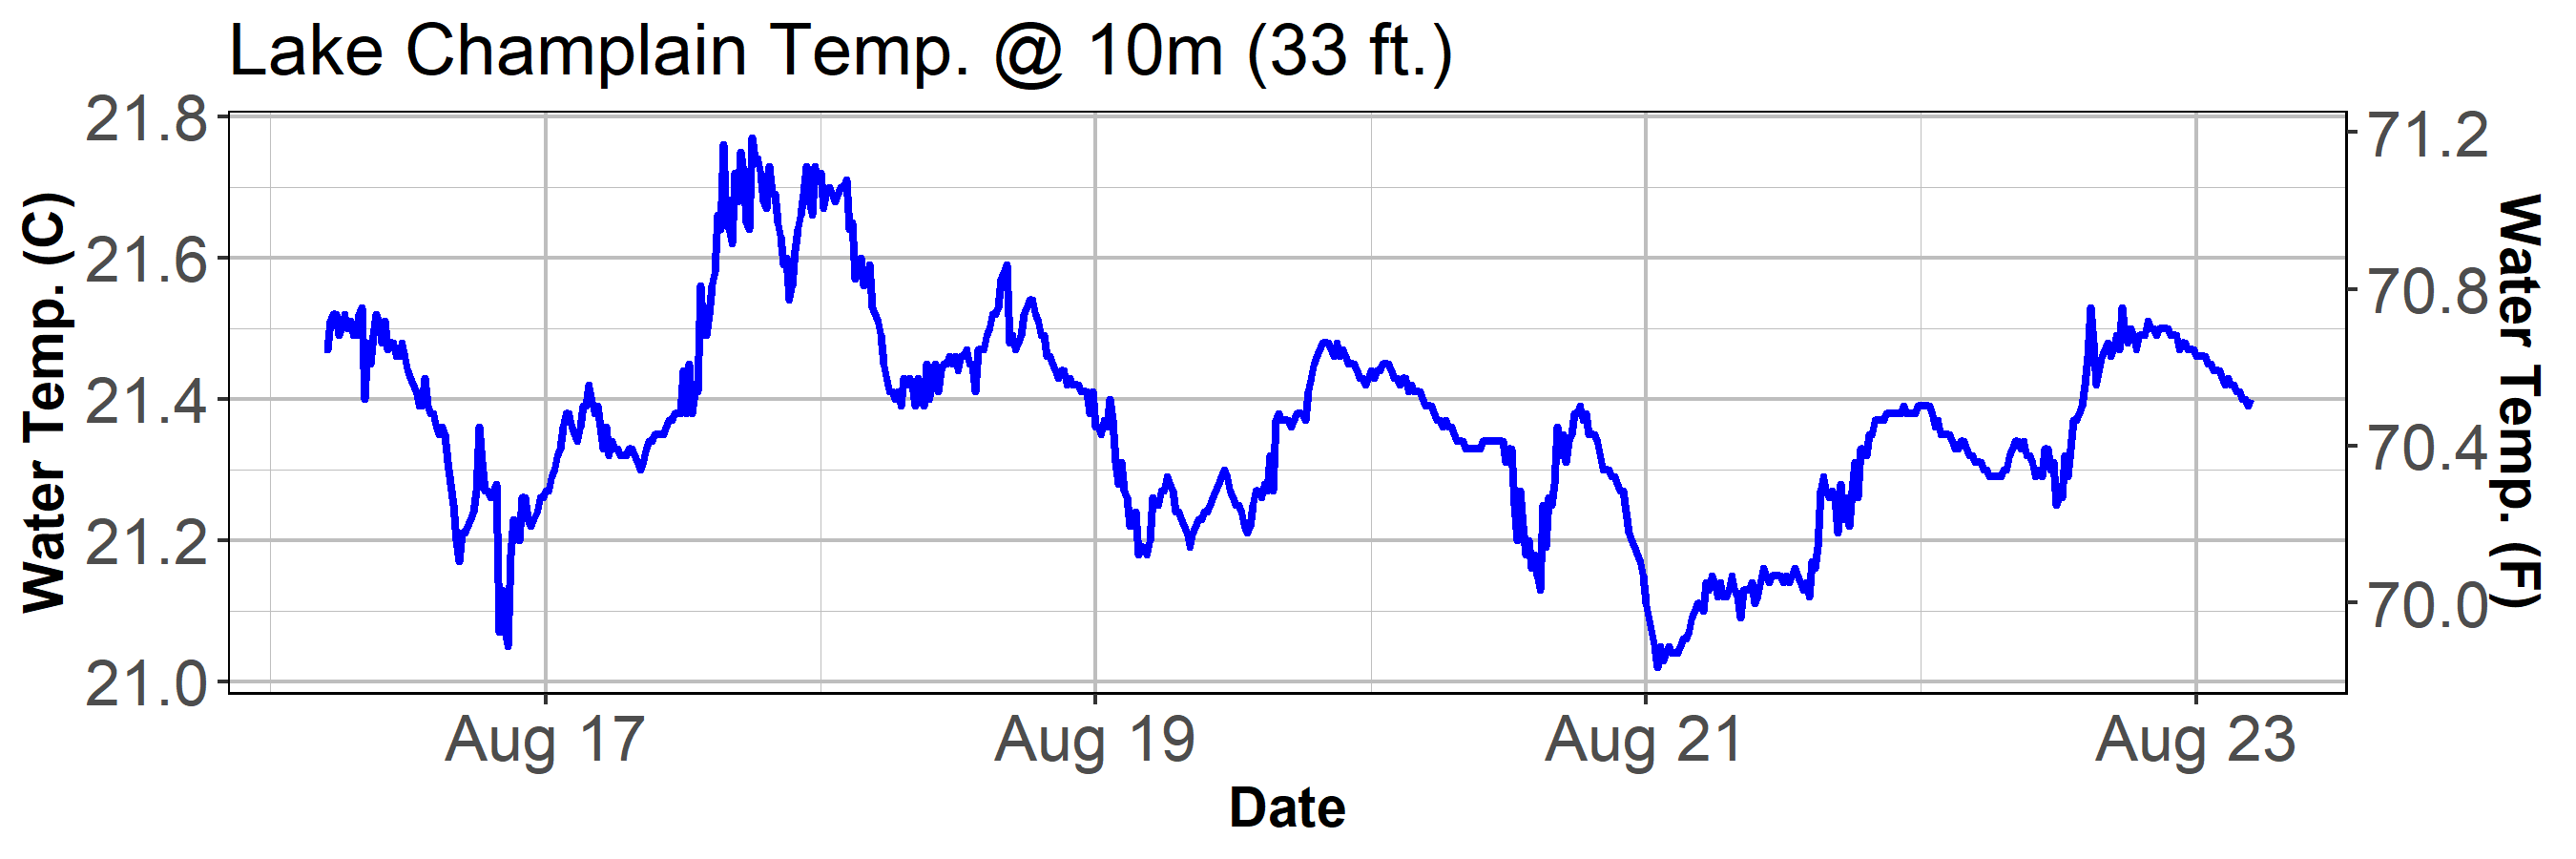 Lake Champlain Temp. @ 10m (33 ft.)
Water Temp. (C)
21.8
21.6
21.4
21.2
21.0
71.2
70.8
70.4
70.0
Water Temp. (F)
Aug 17
Aug 19
Aug 21
Aug 23
Date